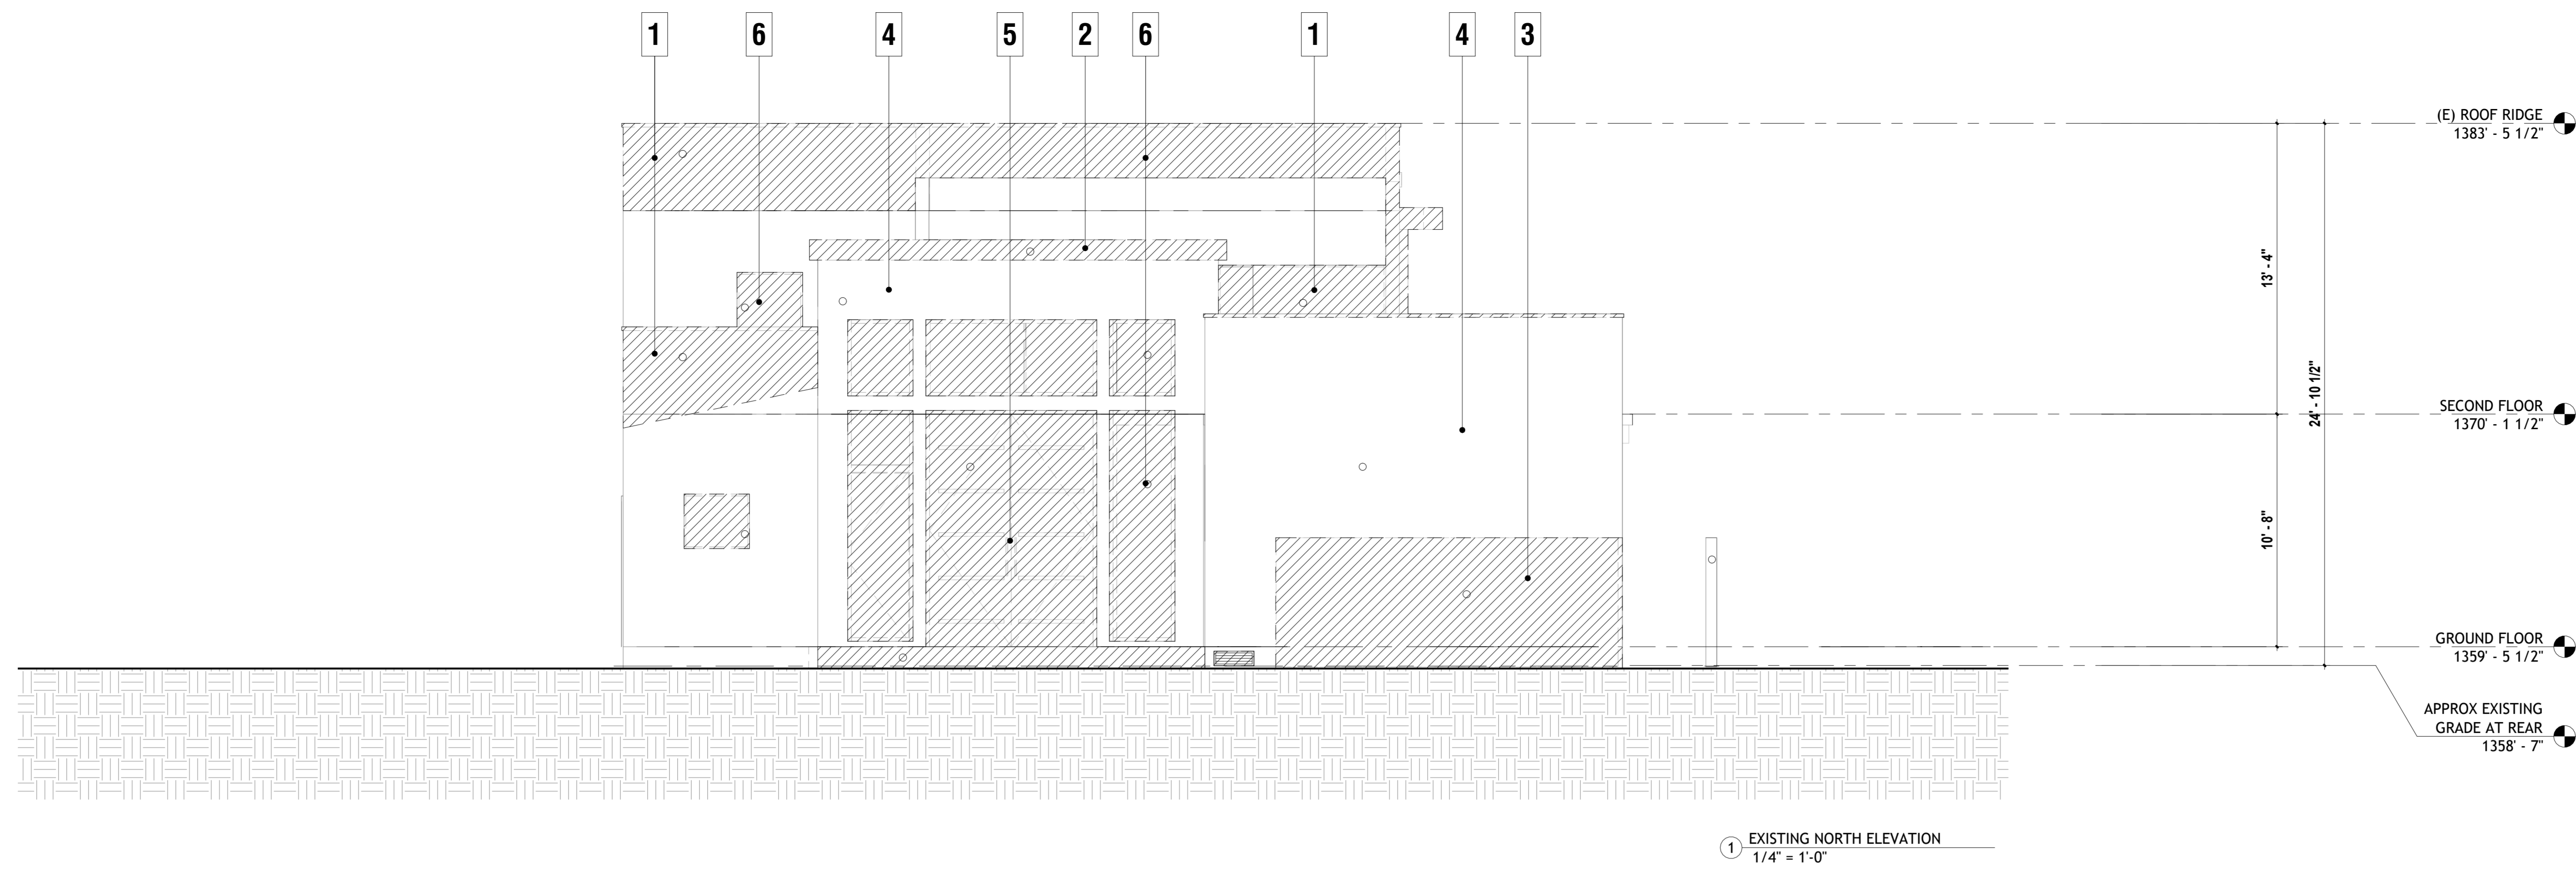 1 6 4 5 2 6 1 4 3
(E) ROOF RIDGE
1383' - 5 1/2"
13' - 4"
24' - 10 1/2"
SECOND FLOOR
1370' - 1 1/2"
10' - 8"
GROUND FLOOR
1359' - 5 1/2"
APPROX EXISTING
GRADE AT REAR
1358' - 7"
1 EXISTING NORTH ELEVATION
1/4" = 1'-0"